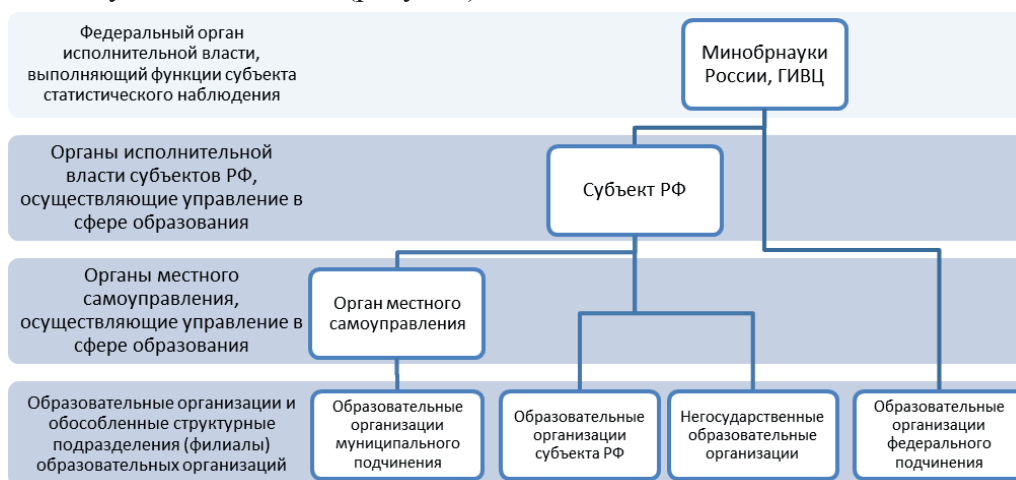 Федеральный орган
исполнительной власти,
выполняющий функции субъекта
статистического наблюдения
Минобрнауки
России, ГИВЦ
Органы исполнительной
власти субъектов РФ,
осуществляющие управление в
сфере образования
Субъект РФ
Органы местного
самоуправления,
осуществляющие управление в
сфере образования
Орган местного
самоуправления
Образовательные организации и
обособленные структурные
подразделения (филиалы)
образовательных организаций
Образовательные
организации
муниципального
подчинения
Образовательные
организации
субъекта РФ
Негосударственные
образовательные
организации
Образовательные
организации
федерального
подчинения